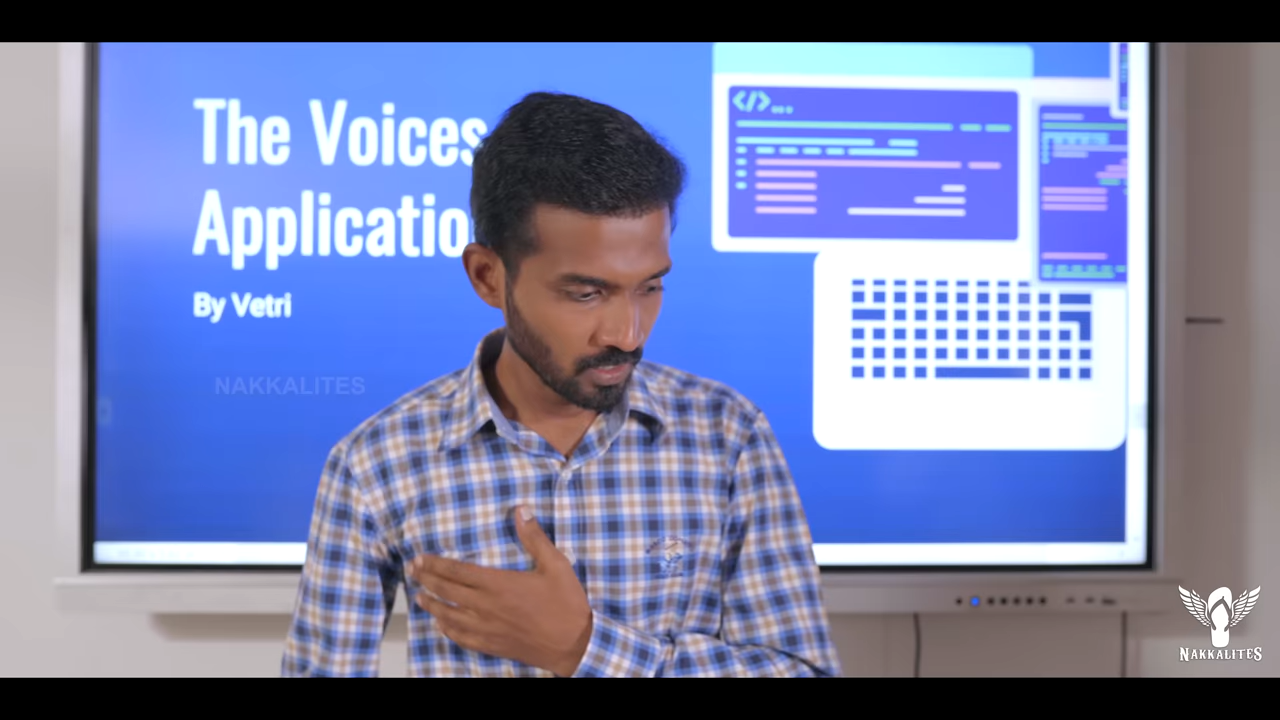 The Voices
Applicatio
By Vetri
NAKKALITES
NAKKALITES